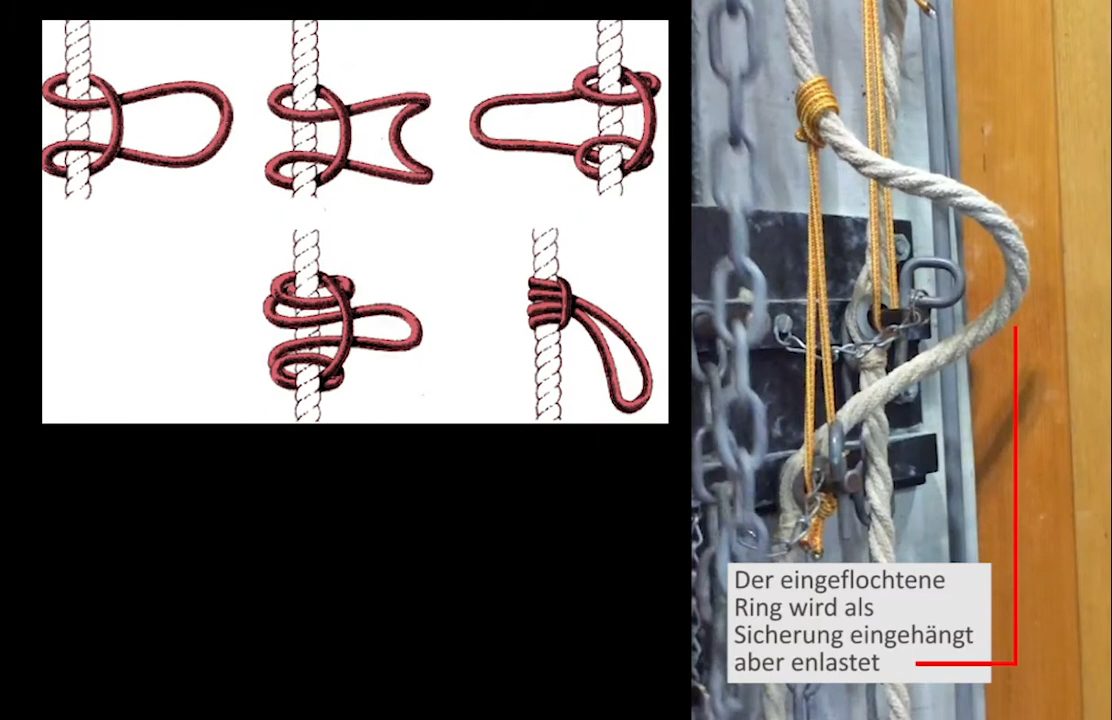 Der eingeflochtene
Ring wird als
Sicherung eingehängt
aber enlastet